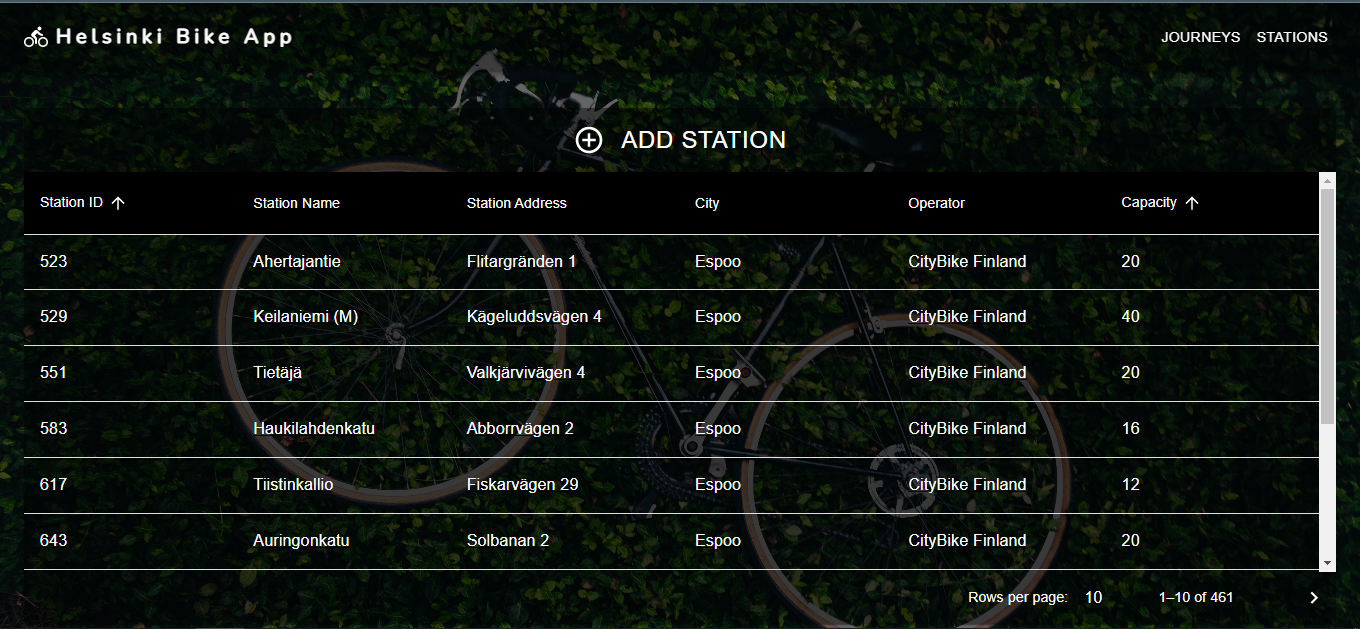 Helsinki Bike App JOURNEYS STATIONS
ADD STATION
Station ID Station Name Station Address City Operator Capacity
523 Ahertajantie Flitargränden 1 Espoo CityBike Finland 20
529 Keilaniemi (M) Kägeluddsvägen 4 Espoo CityBike Finland 40
551 Tietäjä Valkjärvivägen 4 Espoo CityBike Finland 20
583 Haukilahdenkatu Abborrvägen 2 Espoo CityBike Finland 16
617 Tiistinkallio Fiskarvägen 29 Espoo CityBike Finland 12
643 Auringonkatu Solbanan 2 Espoo CityBike Finland 20
Rows per page: 10 1–10 of 461